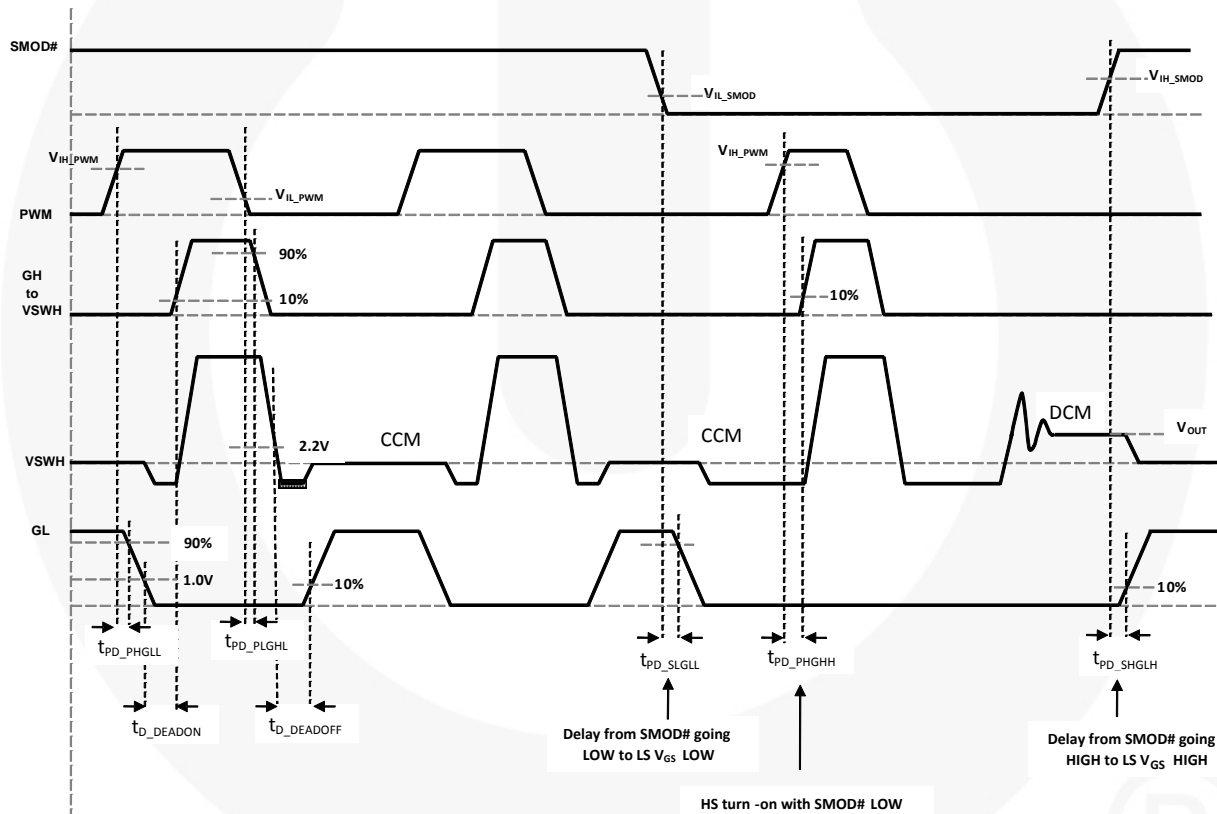 SMOD#
V_IL_SMOD
V_IH_SMOD
V_IH_PWM
V_IH_PWM
V_IL_PWM
PWM
90%
GH
to
VSWH
10%
10%
2.2V
CCM
CCM
DCM
V_OUT
VSWH
GL
90%
1.0V
10%
10%
t_PD_PHGLL
t_PD_PLGHL
t_PD_SLGLL
t_PD_PHGHH
t_PD_SHGLH
t_D_DEADON
t_D_DEADOFF
Delay from SMOD# going
LOW to LS V_GS LOW
Delay from SMOD# going
HIGH to LS V_GS HIGH
HS turn -on with SMOD# LOW